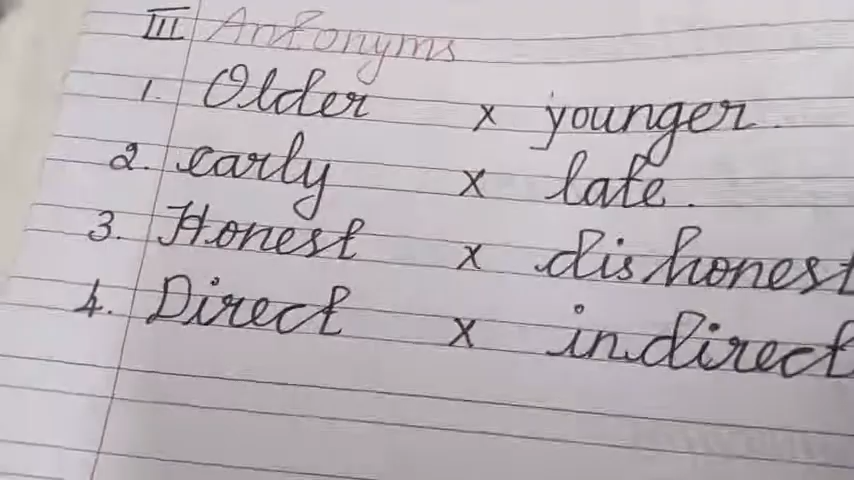 III Antonyms
1. Older x younger.
2. early x late.
3. Honest x dishonest
4. Direct x indirect